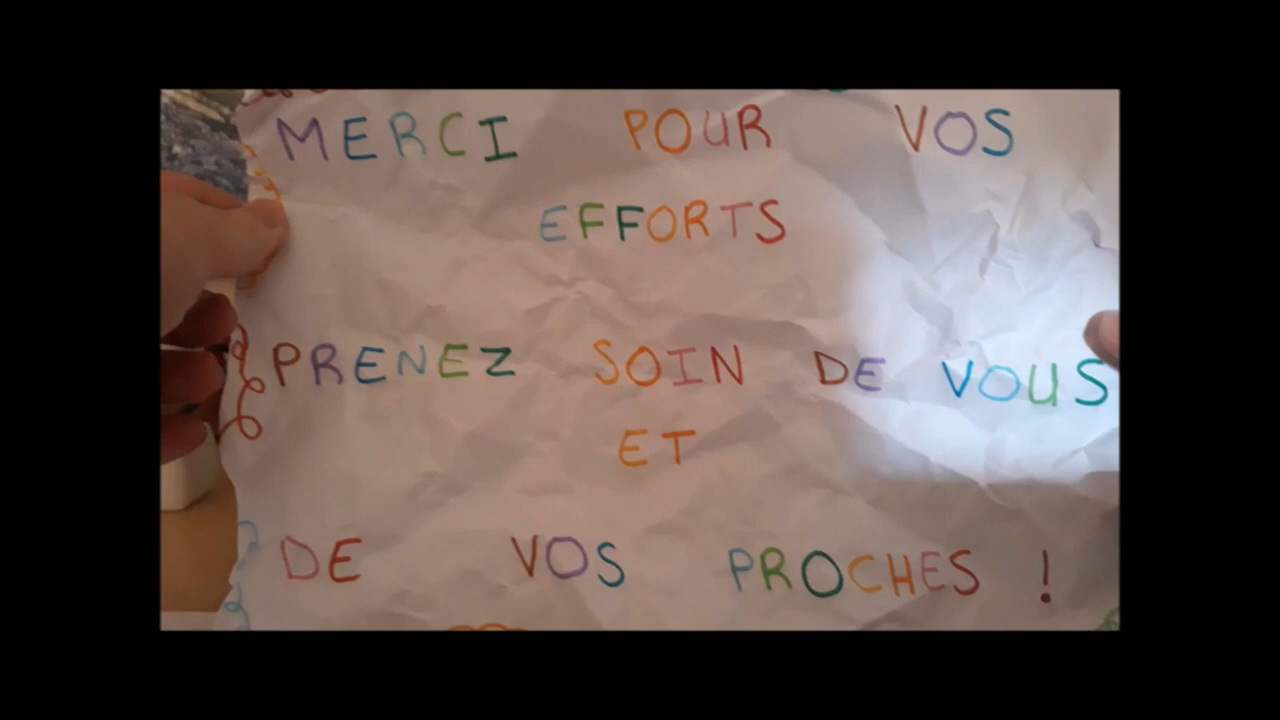 MERCI POUR VOS
EFFORTS
PRENEZ SOIN DE VOUS
ET
DE VOS PROCHES !